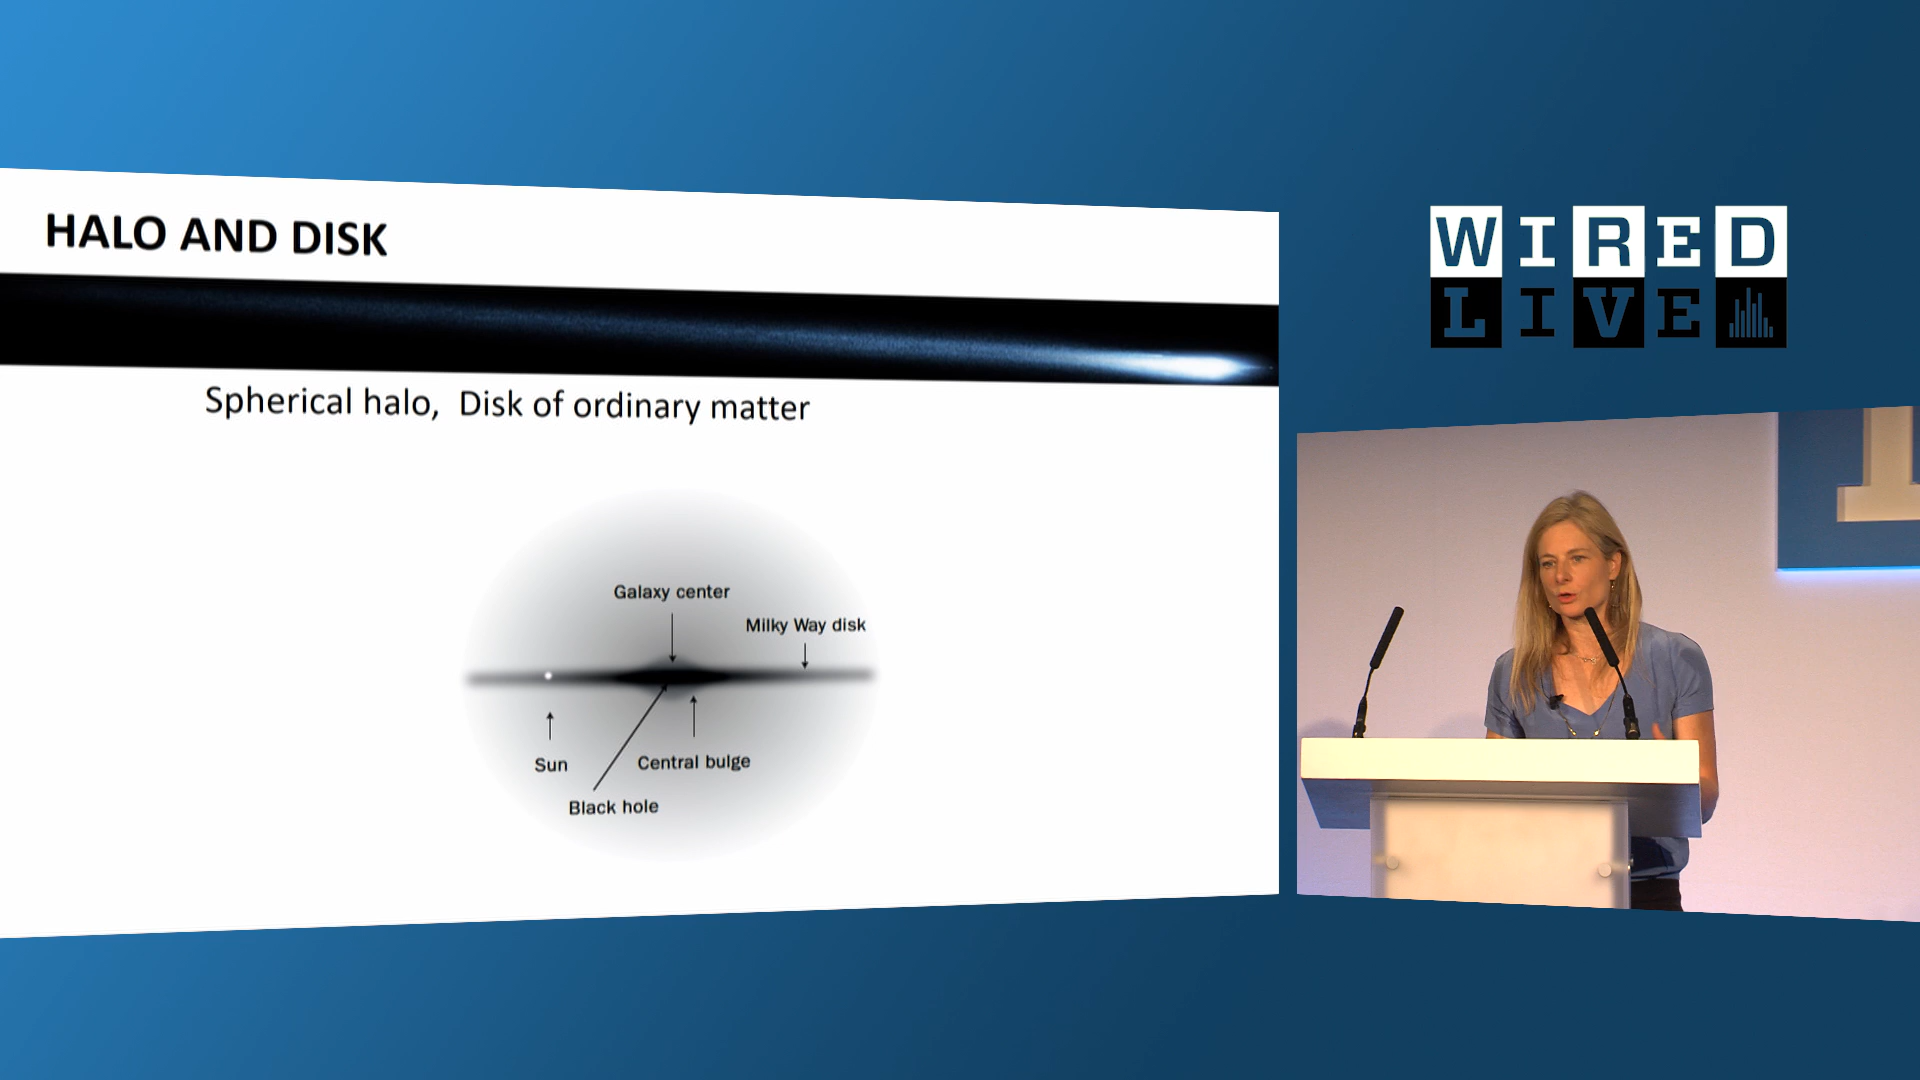 HALO AND DISK
Spherical halo, Disk of ordinary matter
Galaxy center
Milky Way disk
Sun
Central bulge
Black hole
WIRED
LIVE